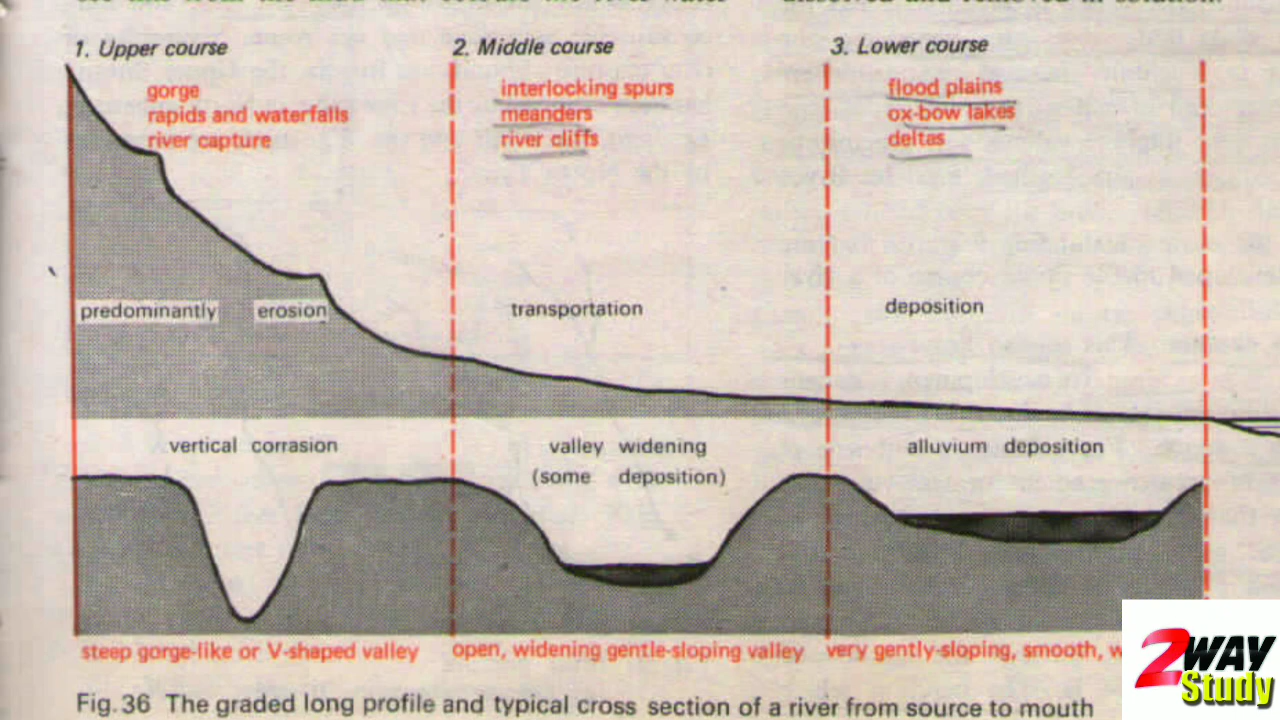 1. Upper course
2. Middle course
3. Lower course
gorge
rapids and waterfalls
river capture
interlocking spurs
meanders
river cliffs
flood plains
ox-bow lakes
deltas
predominantly erosion
transportation
deposition
vertical corrasion
valley widening
(some deposition)
alluvium deposition
steep gorge-like or V-shaped valley
open, widening gentle-sloping valley
very gently-sloping, smooth,
Fig. 36 The graded long profile and typical cross section of a river from source to mouth
2WAY
Study